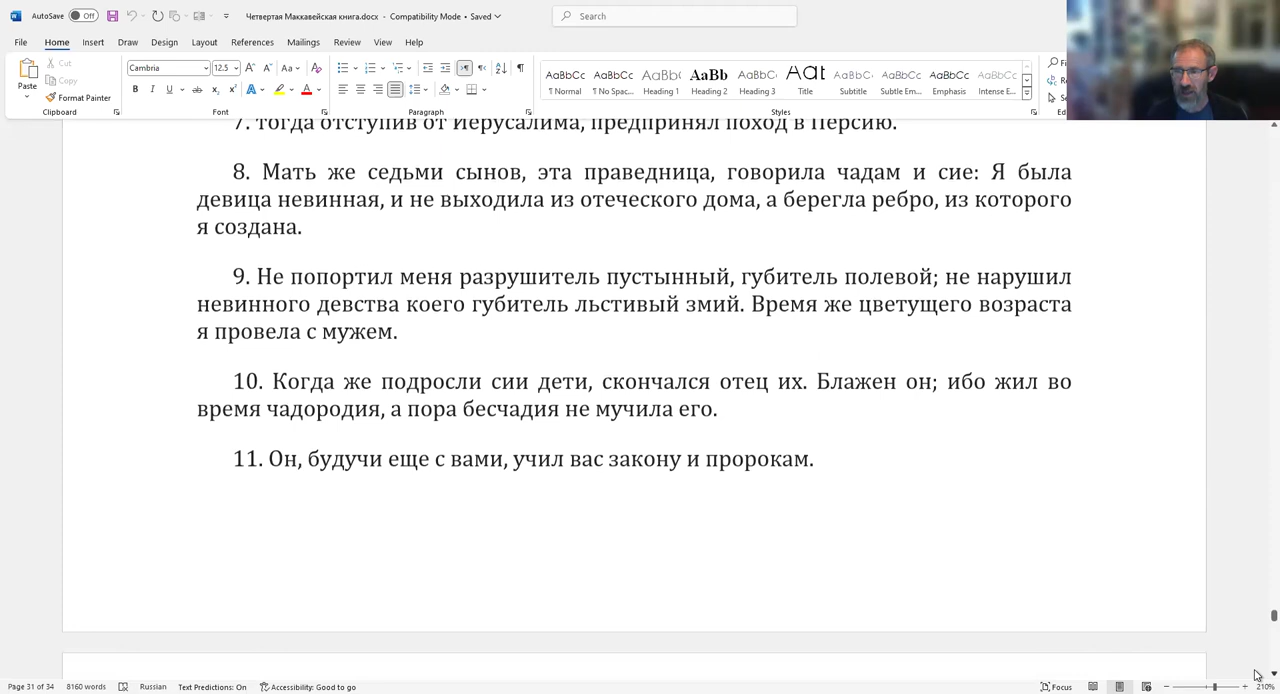 AutoSave Off Четвертая Маккавейская книга.docx - Compatibility Mode • Saved Search
File Home Insert Draw Design Layout References Mailings Review View Help
Paste Cut Copy Format Painter
Cambria 12.5
AaBbCc AaBbCc AaBbC AaBb AaBbC AaBbC AaBbCc AaBbCc AaBbCc AaBbCc
¶ Normal ¶ No Spac... Heading 1 Heading 2 Heading 3 Title Subtitle Subtle Em... Emphasis Intense E...
Clipboard Font Paragraph Styles
7. тогда отступив от Иерусалима, предпринял поход в Персию.
8. Мать же седьми сынов, эта праведница, говорила чадам и сие: Я была
девица невинная, и не выходила из отеческого дома, а берегла ребро, из которого
я создана.
9. Не попортил меня разрушитель пустынный, губитель полевой; не нарушил
невинного девства коего губитель льстивый змий. Время же цветущего возраста
я провела с мужем.
10. Когда же подросли сии дети, скончался отец их. Блажен он; ибо жил во
время чадородия, а пора бесчадия не мучила его.
11. Он, будучи еще с вами, учил вас закону и пророкам.
Page 31 of 34 8160 words Russian Text Predictions: On Accessibility: Good to go Focus 210%